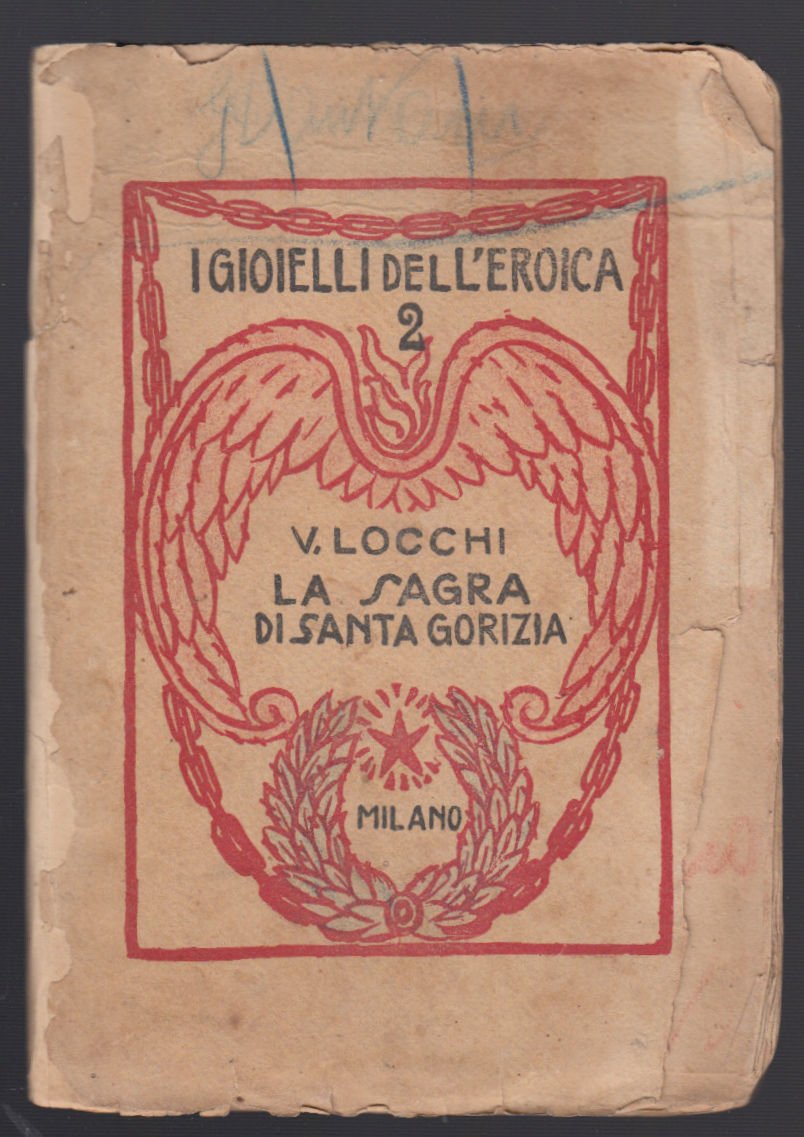 I GIOIELLI DELL'EROICA
2
V. LOCCHI
LA SAGRA
DI SANTA GORIZIA
MILANO